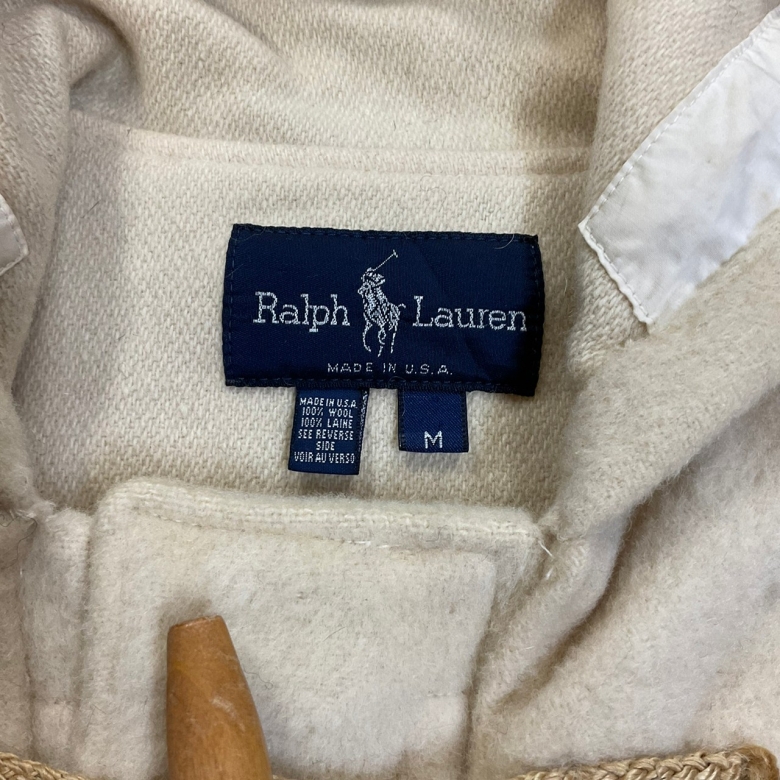 Ralph Lauren
MADE IN U.S.A.
MADE IN U.S.A.
100% WOOL
100% LAINE
SEE REVERSE
SIDE
VOIR AU VERSO
M